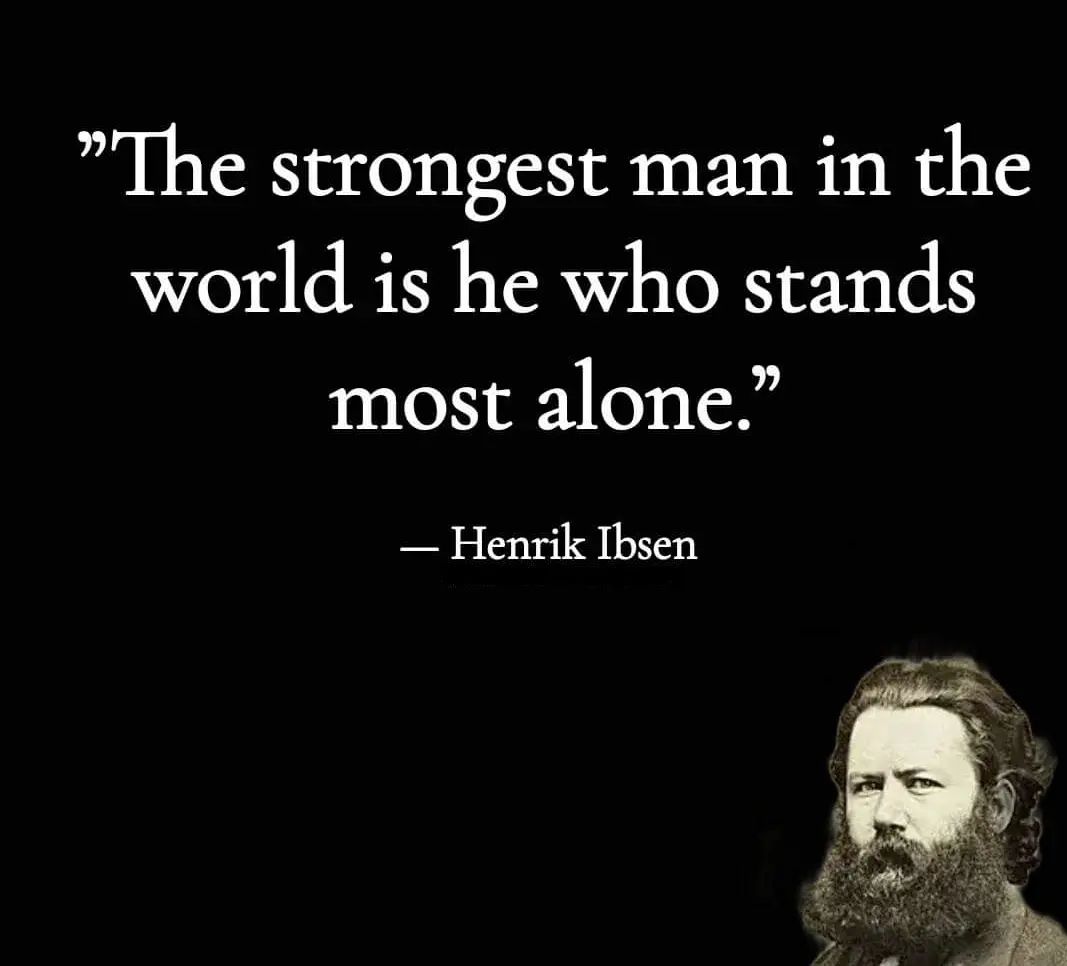 ”The strongest man in the
world is he who stands
most alone.”
— Henrik Ibsen